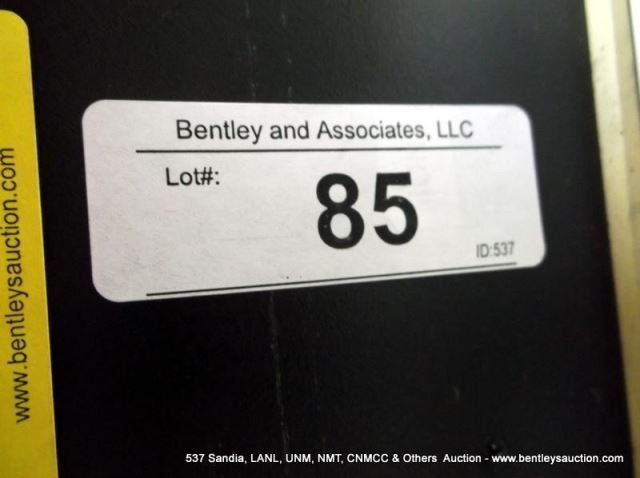 Bentley and Associates, LLC
Lot#:
85
ID:537
www.bentleysauction.com
537 Sandia, LANL, UNM, NMT, CNMCC & Others Auction - www.bentleysauction.com